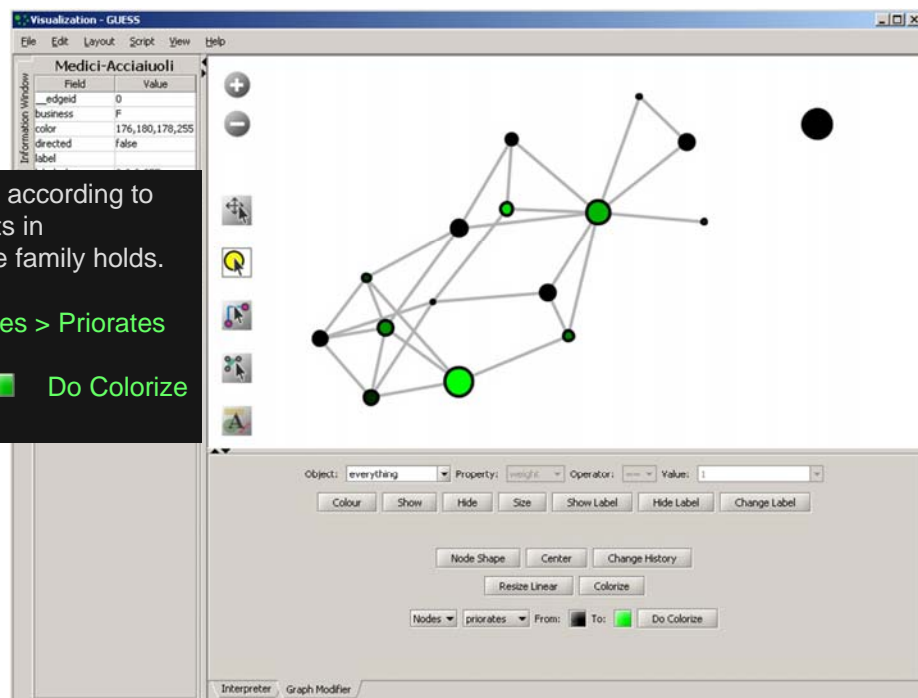 Visualization - GUESS
File Edit Layout Script View Help
Information Window
Medici-Acciaiuoli
Field Value
__edgeid 0
business F
color 176,180,178,255
directed false
label
according to
ts in
e family holds.
es > Priorates
Do Colorize
Object: everything Property: weight Operator: == Value: 1
Colour Show Hide Size Show Label Hide Label Change Label
Node Shape Center Change History
Resize Linear Colorize
Nodes priorates From: To: Do Colorize
Interpreter Graph Modifier